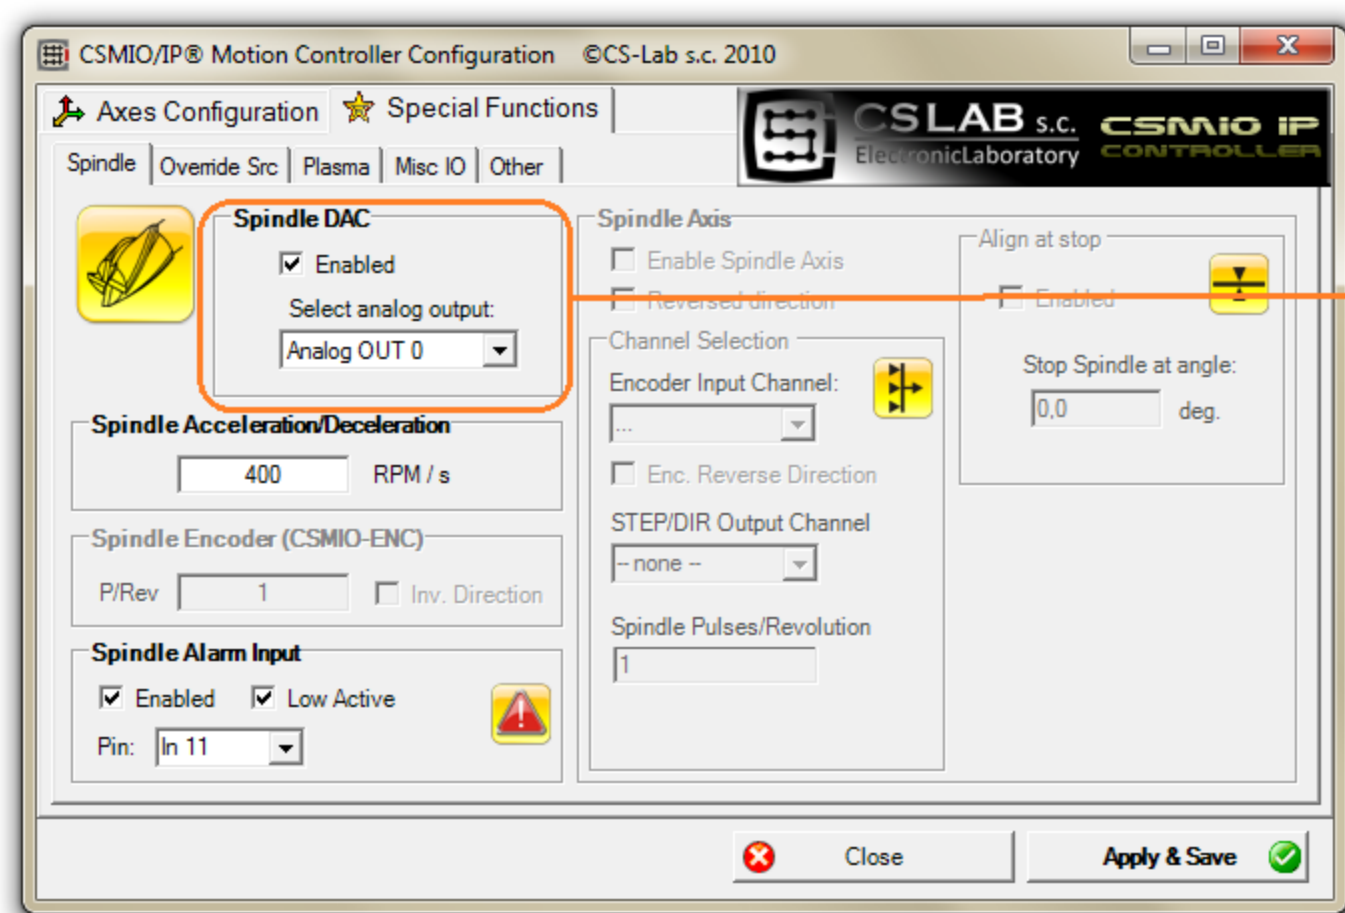 CSMIO/IP® Motion Controller Configuration ©CS-Lab s.c. 2010
Axes Configuration Special Functions
CSLAB s.c.
ElectronicLaboratory
CSMIO IP
CONTROLLER
Spindle Override Src Plasma Misc IO Other
Spindle DAC
Enabled
Select analog output:
Analog OUT 0
Spindle Acceleration/Deceleration
400 RPM / s
Spindle Encoder (CSMIO-ENC)
P/Rev 1 Inv. Direction
Spindle Alarm Input
Enabled Low Active
Pin: In 11
Spindle Axis
Enable Spindle Axis
Reversed direction
Channel Selection
Encoder Input Channel:
...
Enc. Reverse Direction
STEP/DIR Output Channel
-- none --
Spindle Pulses/Revolution
1
Align at stop
Enabled
Stop Spindle at angle:
0,0 deg.
Close Apply & Save